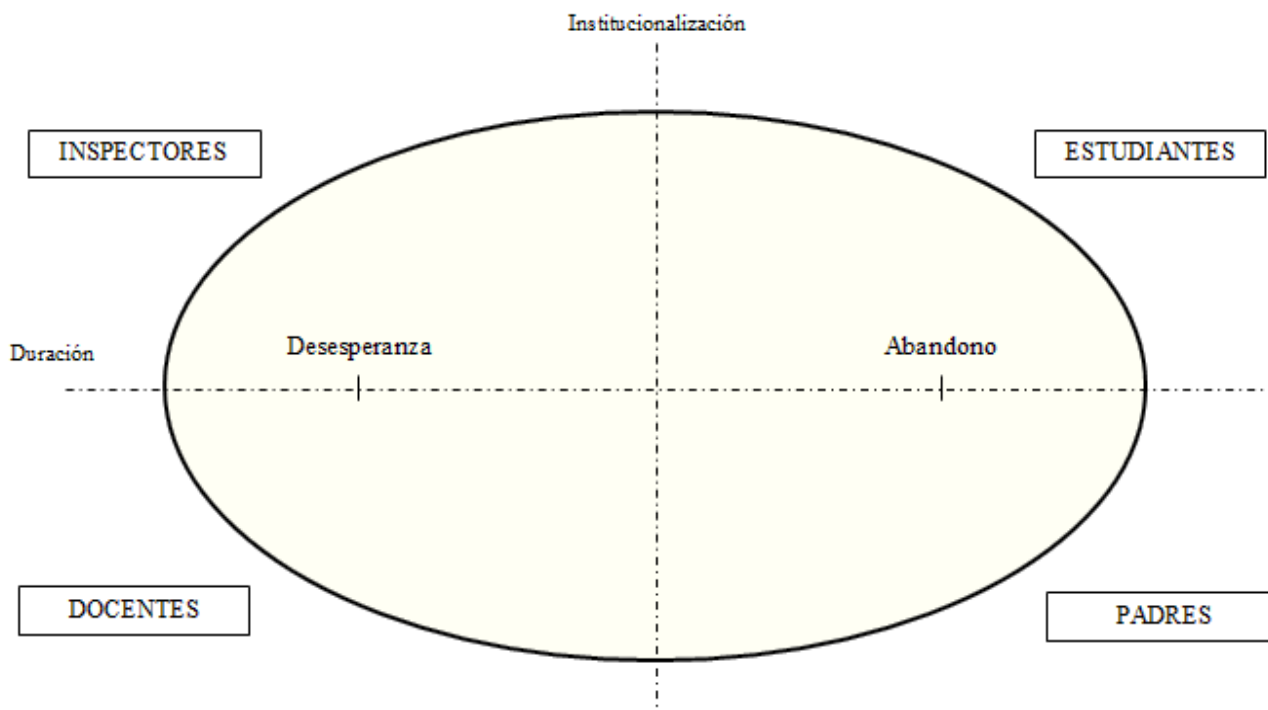 Institucionalización
INSPECTORES
ESTUDIANTES
Duración
Desesperanza
Abandono
DOCENTES
PADRES